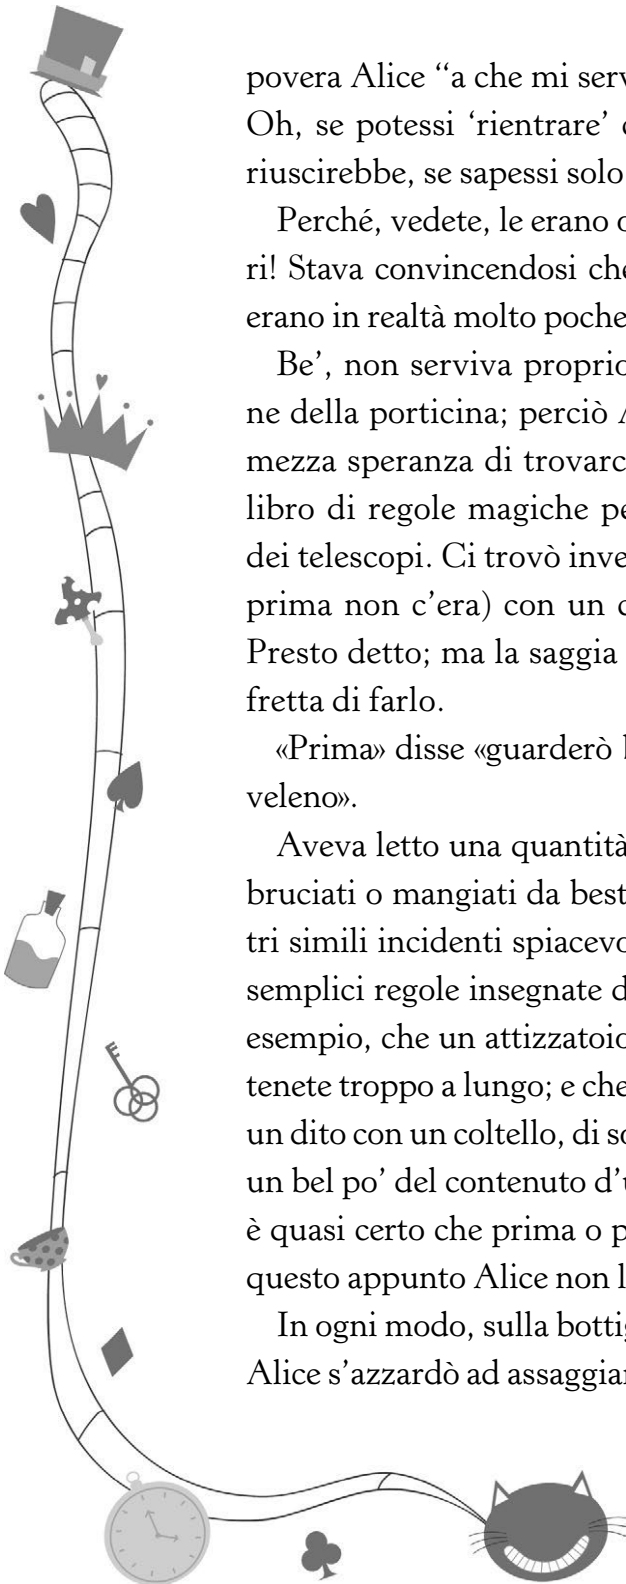 povera Alice “a che mi serv
Oh, se potessi ‘rientrare’
riuscirebbe, se sapessi solo
Perché, vedete, le erano
ri! Stava convincendosi che
erano in realtà molto poche
Be’, non serviva proprio
ne della porticina; perciò
mezza speranza di trovarc
libro di regole magiche pe
dei telescopi. Ci trovò inve
prima non c’era) con un
Presto detto; ma la saggia
fretta di farlo.
«Prima» disse «guarderò
veleno».
Aveva letto una quantità
bruciati o mangiati da best
tri simili incidenti spiacevo
semplici regole insegnate d
esempio, che un attizzatoio
tenete troppo a lungo; e che
un dito con un coltello, di so
un bel po’ del contenuto d’
è quasi certo che prima o p
questo appunto Alice non l
In ogni modo, sulla bottig
Alice s’azzardò ad assaggia